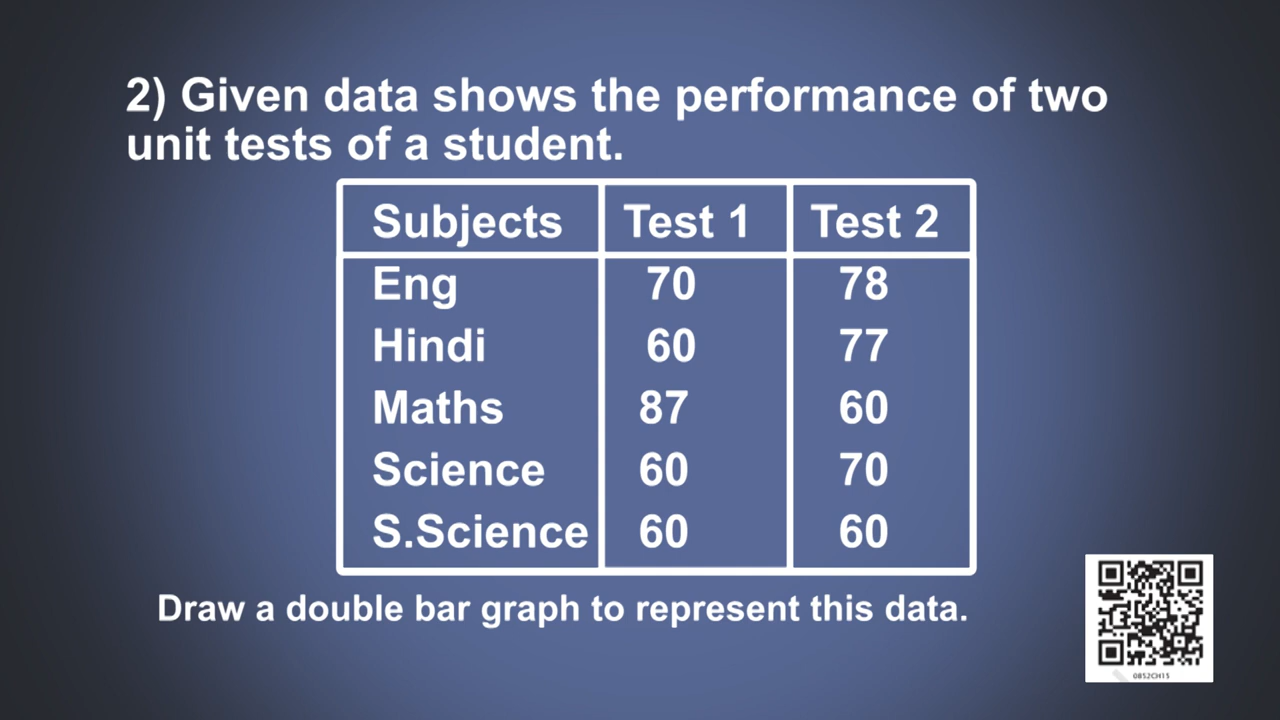 2) Given data shows the performance of two
unit tests of a student.
Subjects Test 1 Test 2
Eng 70 78
Hindi 60 77
Maths 87 60
Science 60 70
S.Science 60 60
Draw a double bar graph to represent this data.
0852CH15